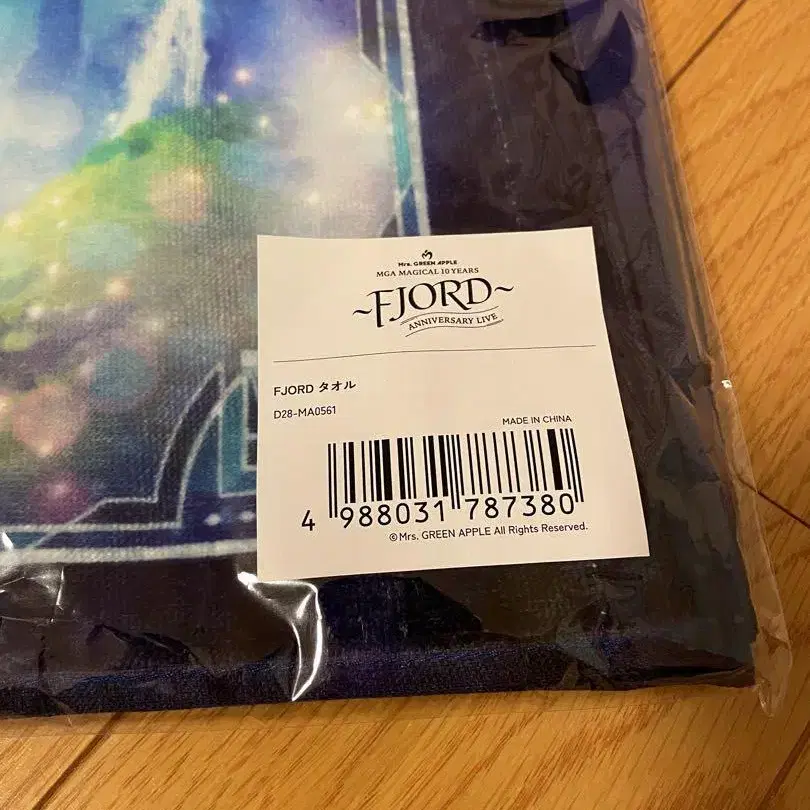 Mrs. GREEN APPLE
MGA MAGICAL 10 YEARS
~FJORD~
ANNIVERSARY LIVE
FJORD タオル
D28-MA0561
MADE IN CHINA
4 988031 787380
©Mrs. GREEN APPLE All Rights Reserved.